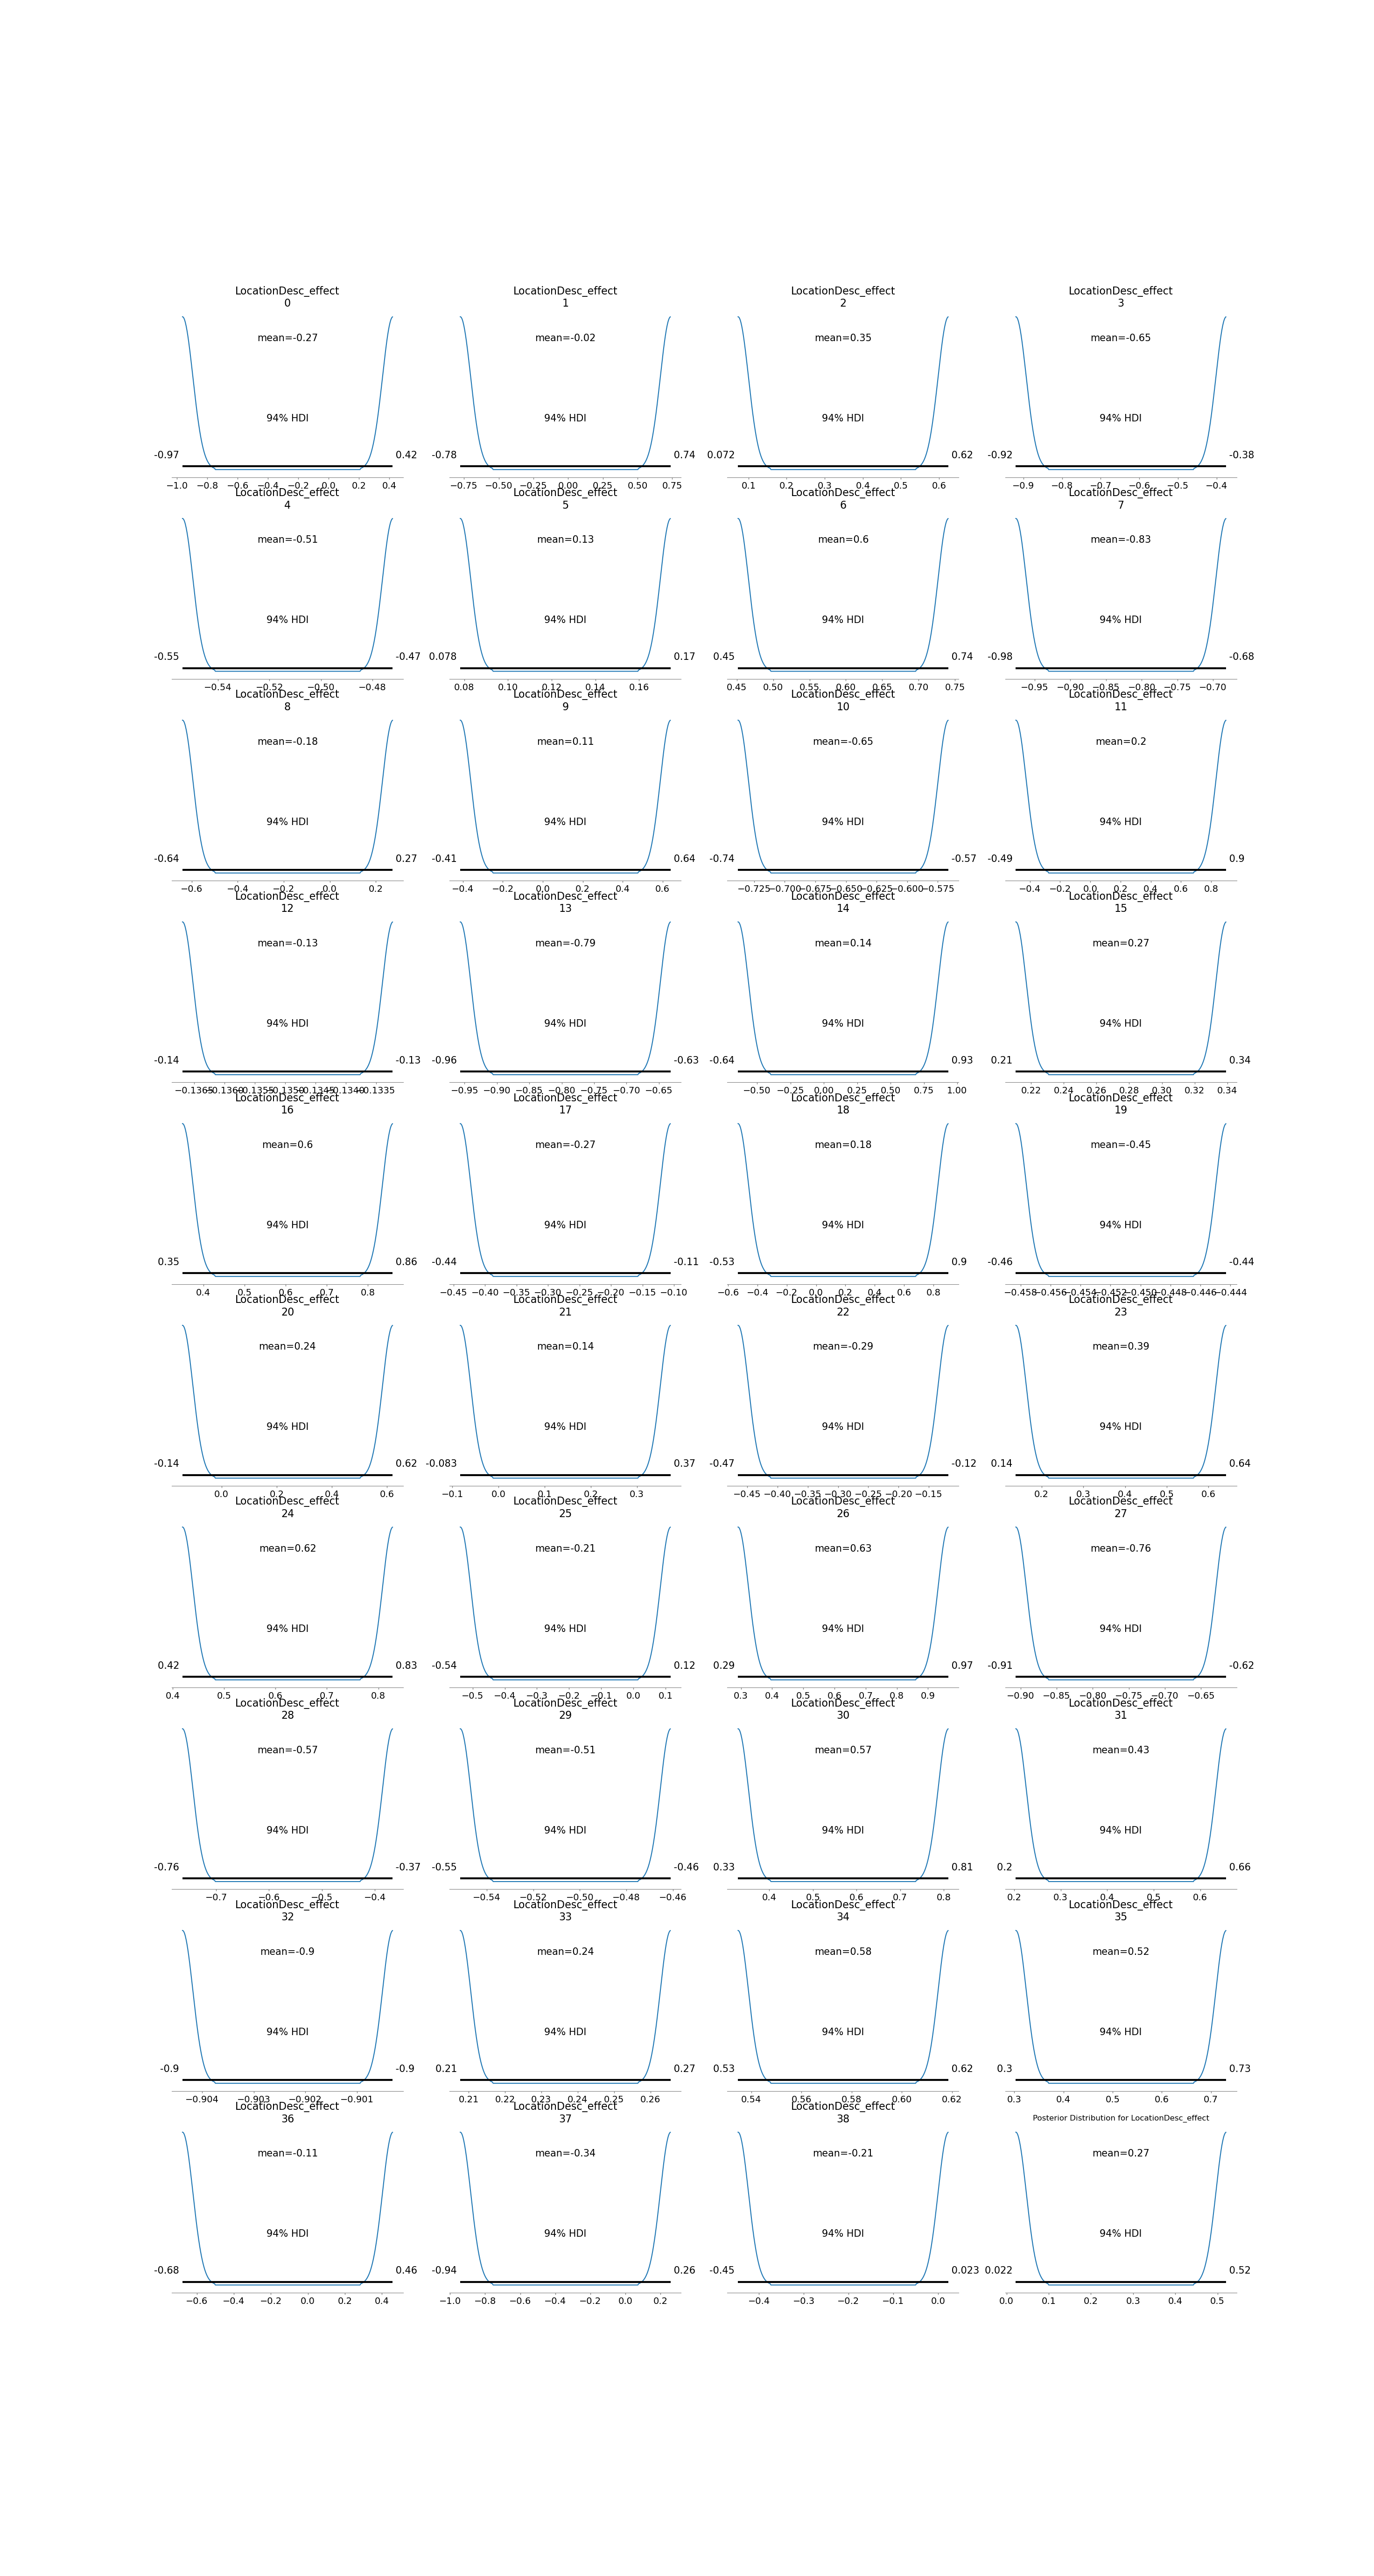 LocationDesc_effect
0
mean=-0.27
94% HDI
-0.97 0.42
−1.0 −0.8 −0.6 −0.4 −0.2 0.0 0.2 0.4
LocationDesc_effect
1
mean=-0.02
94% HDI
-0.78 0.74
−0.75 −0.50 −0.25 0.00 0.25 0.50 0.75
LocationDesc_effect
2
mean=0.35
94% HDI
0.072 0.62
0.1 0.2 0.3 0.4 0.5 0.6
LocationDesc_effect
3
mean=-0.65
94% HDI
-0.92 -0.38
−0.9 −0.8 −0.7 −0.6 −0.5 −0.4
LocationDesc_effect
4
mean=-0.51
94% HDI
-0.55 -0.47
−0.54 −0.52 −0.50 −0.48
LocationDesc_effect
5
mean=0.13
94% HDI
0.078 0.17
0.08 0.10 0.12 0.14 0.16
LocationDesc_effect
6
mean=0.6
94% HDI
0.45 0.74
0.45 0.50 0.55 0.60 0.65 0.70 0.75
LocationDesc_effect
7
mean=-0.83
94% HDI
-0.98 -0.68
−0.95 −0.90 −0.85 −0.80 −0.75 −0.70
LocationDesc_effect
8
mean=-0.18
94% HDI
-0.64 0.27
−0.6 −0.4 −0.2 0.0 0.2
LocationDesc_effect
9
mean=0.11
94% HDI
-0.41 0.64
−0.4 −0.2 0.0 0.2 0.4 0.6
LocationDesc_effect
10
mean=-0.65
94% HDI
-0.74 -0.57
−0.725 −0.700 −0.675 −0.650 −0.625 −0.600 −0.575
LocationDesc_effect
11
mean=0.2
94% HDI
-0.49 0.9
−0.4 −0.2 0.0 0.2 0.4 0.6 0.8
LocationDesc_effect
12
mean=-0.13
94% HDI
-0.14 -0.13
−0.1365 −0.1360 −0.1355 −0.1350 −0.1345 −0.1340 −0.1335
LocationDesc_effect
13
mean=-0.79
94% HDI
-0.96 -0.63
−0.95 −0.90 −0.85 −0.80 −0.75 −0.70 −0.65
LocationDesc_effect
14
mean=0.14
94% HDI
-0.64 0.93
−0.50 −0.25 0.00 0.25 0.50 0.75 1.00
LocationDesc_effect
15
mean=0.27
94% HDI
0.21 0.34
0.22 0.24 0.26 0.28 0.30 0.32 0.34
LocationDesc_effect
16
mean=0.6
94% HDI
0.35 0.86
0.4 0.5 0.6 0.7 0.8
LocationDesc_effect
17
mean=-0.27
94% HDI
-0.44 -0.11
−0.45 −0.40 −0.35 −0.30 −0.25 −0.20 −0.15 −0.10
LocationDesc_effect
18
mean=0.18
94% HDI
-0.53 0.9
−0.6 −0.4 −0.2 0.0 0.2 0.4 0.6 0.8
LocationDesc_effect
19
mean=-0.45
94% HDI
-0.46 -0.44
−0.458 −0.456 −0.454 −0.452 −0.450 −0.448 −0.446 −0.444
LocationDesc_effect
20
mean=0.24
94% HDI
-0.14 0.62
0.0 0.2 0.4 0.6
LocationDesc_effect
21
mean=0.14
94% HDI
-0.083 0.37
−0.1 0.0 0.1 0.2 0.3
LocationDesc_effect
22
mean=-0.29
94% HDI
-0.47 -0.12
−0.45 −0.40 −0.35 −0.30 −0.25 −0.20 −0.15
LocationDesc_effect
23
mean=0.39
94% HDI
0.14 0.64
0.2 0.3 0.4 0.5 0.6
LocationDesc_effect
24
mean=0.62
94% HDI
0.42 0.83
0.4 0.5 0.6 0.7 0.8
LocationDesc_effect
25
mean=-0.21
94% HDI
-0.54 0.12
−0.5 −0.4 −0.3 −0.2 −0.1 0.0 0.1
LocationDesc_effect
26
mean=0.63
94% HDI
0.29 0.97
0.3 0.4 0.5 0.6 0.7 0.8 0.9
LocationDesc_effect
27
mean=-0.76
94% HDI
-0.91 -0.62
−0.90 −0.85 −0.80 −0.75 −0.70 −0.65
LocationDesc_effect
28
mean=-0.57
94% HDI
-0.76 -0.37
−0.7 −0.6 −0.5 −0.4
LocationDesc_effect
29
mean=-0.51
94% HDI
-0.55 -0.46
−0.54 −0.52 −0.50 −0.48 −0.46
LocationDesc_effect
30
mean=0.57
94% HDI
0.33 0.81
0.4 0.5 0.6 0.7 0.8
LocationDesc_effect
31
mean=0.43
94% HDI
0.2 0.66
0.2 0.3 0.4 0.5 0.6
LocationDesc_effect
32
mean=-0.9
94% HDI
-0.9 -0.9
−0.904 −0.903 −0.902 −0.901
LocationDesc_effect
33
mean=0.24
94% HDI
0.21 0.27
0.21 0.22 0.23 0.24 0.25 0.26
LocationDesc_effect
34
mean=0.58
94% HDI
0.53 0.62
0.54 0.56 0.58 0.60 0.62
LocationDesc_effect
35
mean=0.52
94% HDI
0.3 0.73
0.3 0.4 0.5 0.6 0.7
LocationDesc_effect
36
mean=-0.11
94% HDI
-0.68 0.46
−0.6 −0.4 −0.2 0.0 0.2 0.4
LocationDesc_effect
37
mean=-0.34
94% HDI
-0.94 0.26
−1.0 −0.8 −0.6 −0.4 −0.2 0.0 0.2
LocationDesc_effect
38
mean=-0.21
94% HDI
-0.45 0.023
−0.4 −0.3 −0.2 −0.1 0.0
Posterior Distribution for LocationDesc_effect
mean=0.27
94% HDI
0.022 0.52
0.0 0.1 0.2 0.3 0.4 0.5